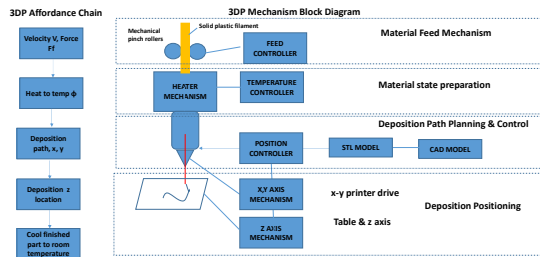 3DP Affordance Chain
Velocity V, Force
Ff
Heat to temp ϕ
Deposition
path, x, y
Deposition z
location
Cool finished
part to room
temperature
3DP Mechanism Block Diagram
Mechanical
pinch rollers
Solid plastic filament
FEED
CONTROLLER
Material Feed Mechanism
HEATER
MECHANISM
TEMPERATURE
CONTROLLER
Material state preparation
Deposition Path Planning & Control
POSITION
CONTROLLER
STL MODEL
CAD MODEL
X,Y AXIS
MECHANISM
x-y printer drive
Deposition Positioning
Table & z axis
Z AXIS
MECHANISM